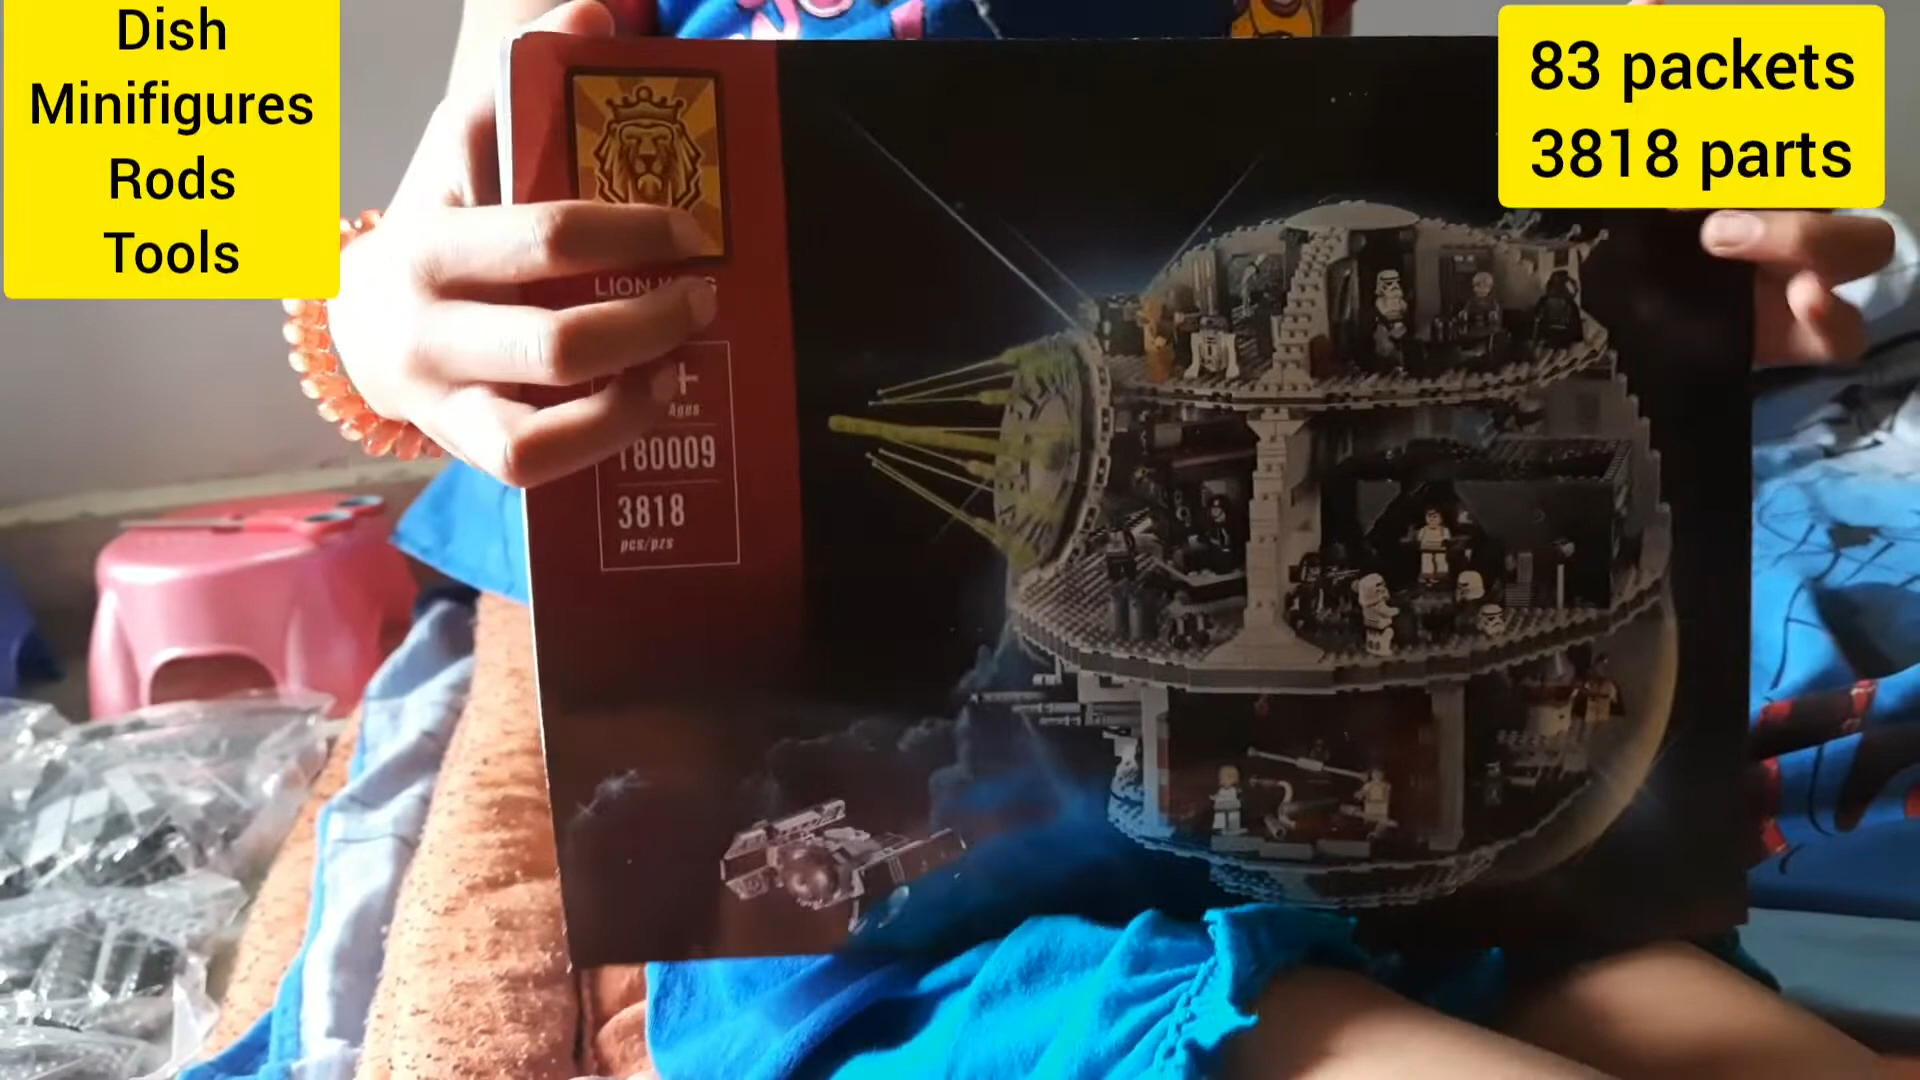 Dish
Minifigures
Rods
Tools
83 packets
3818 parts
LION
+
Ages
180009
3818
pcs/pzs